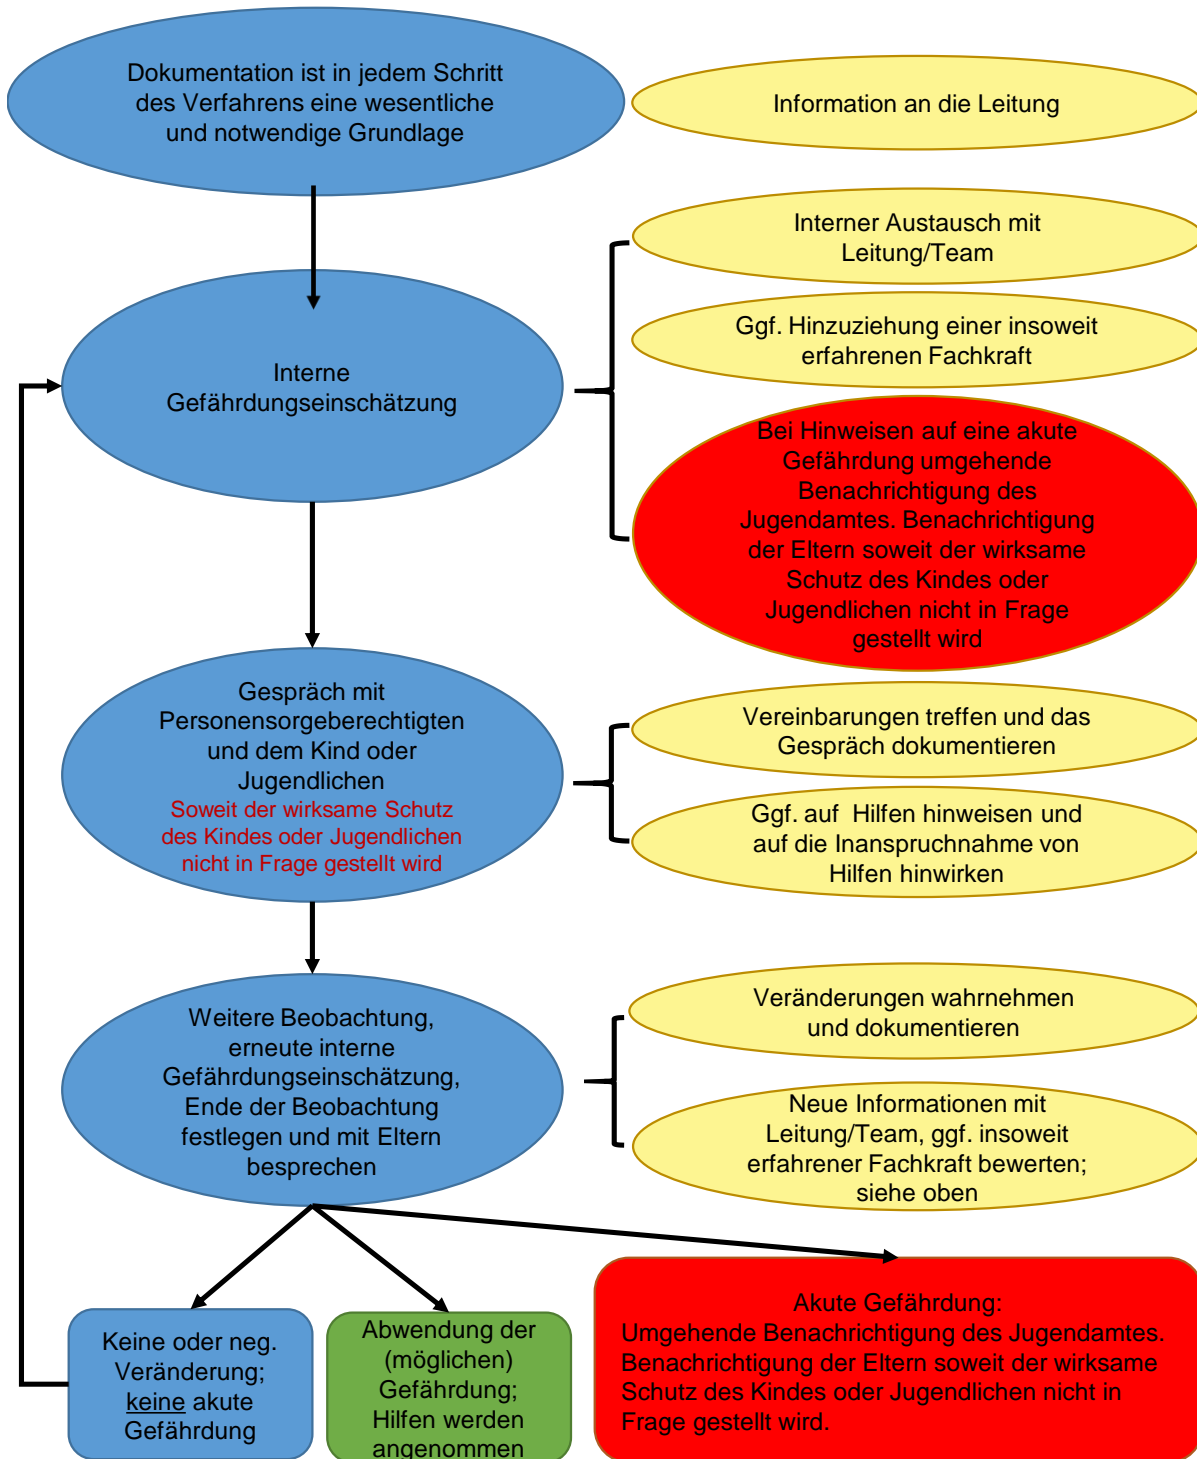 Dokumentation ist in jedem Schritt
des Verfahrens eine wesentliche
und notwendige Grundlage
Information an die Leitung
Interne
Gefährdungseinschätzung
Interner Austausch mit
Leitung/Team
Ggf. Hinzuziehung einer insoweit
erfahrenen Fachkraft
Bei Hinweisen auf eine akute
Gefährdung umgehende
Benachrichtigung des
Jugendamtes. Benachrichtigung
der Eltern soweit der wirksame
Schutz des Kindes oder
Jugendlichen nicht in Frage
gestellt wird
Gespräch mit
Personensorgeberechtigten
und dem Kind oder
Jugendlichen
Soweit der wirksame Schutz
des Kindes oder Jugendlichen
nicht in Frage gestellt wird
Vereinbarungen treffen und das
Gespräch dokumentieren
Ggf. auf Hilfen hinweisen und
auf die Inanspruchnahme von
Hilfen hinwirken
Weitere Beobachtung,
erneute interne
Gefährdungseinschätzung,
Ende der Beobachtung
festlegen und mit Eltern
besprechen
Veränderungen wahrnehmen
und dokumentieren
Neue Informationen mit
Leitung/Team, ggf. insoweit
erfahrener Fachkraft bewerten;
siehe oben
Keine oder neg.
Veränderung;
keine akute
Gefährdung
Abwendung der
(möglichen)
Gefährdung;
Hilfen werden
angenommen
Akute Gefährdung:
Umgehende Benachrichtigung des Jugendamtes.
Benachrichtigung der Eltern soweit der wirksame
Schutz des Kindes oder Jugendlichen nicht in
Frage gestellt wird.